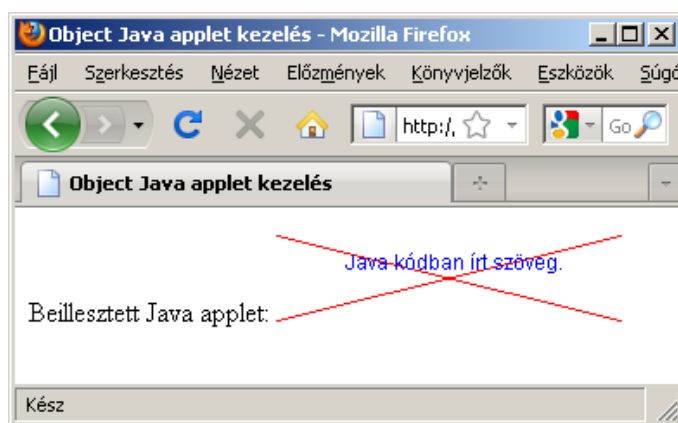 Object Java applet kezelés - Mozilla Firefox
Fájl Szerkesztés Nézet Előzmények Könyvjelzők Eszközök Súgó
http:/, Go
Object Java applet kezelés
Java kódban írt szöveg.
Beillesztett Java applet:
Kész